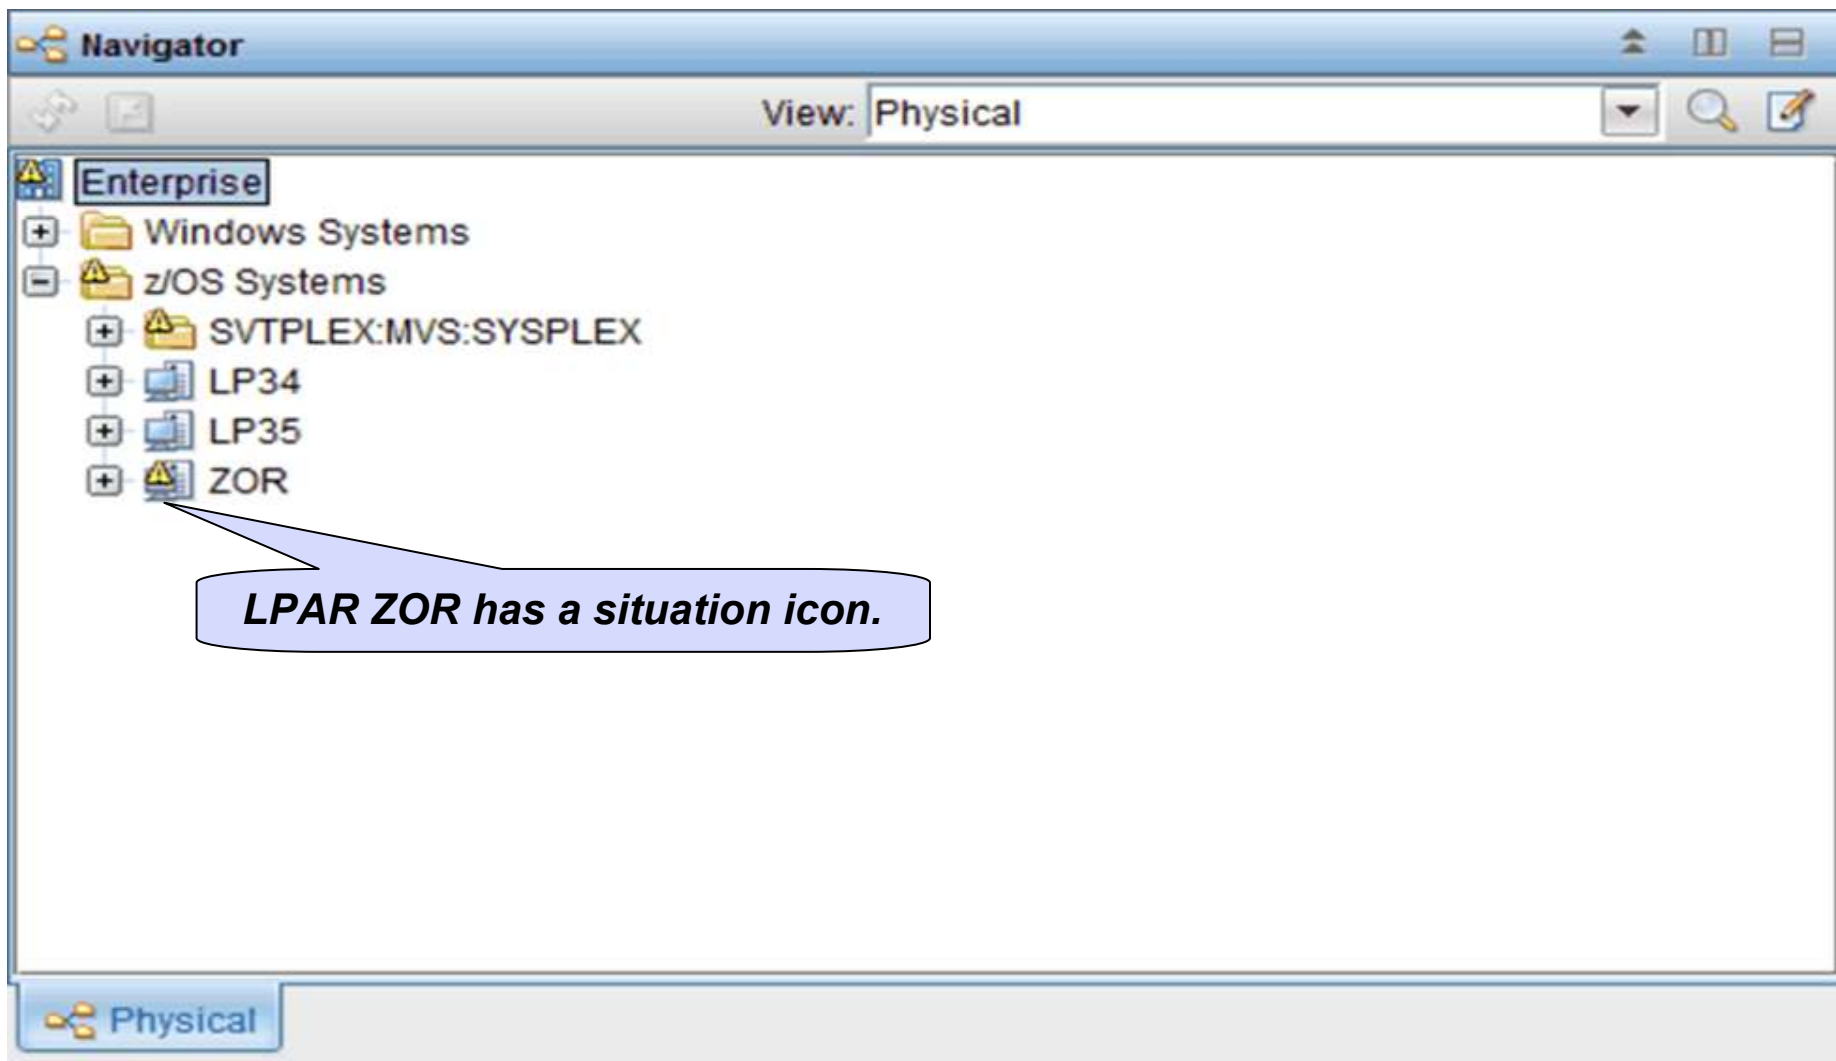 Navigator
View: Physical
Enterprise
Windows Systems
z/OS Systems
SVTPLEX:MVS:SYSPLEX
LP34
LP35
ZOR
LPAR ZOR has a situation icon.
Physical